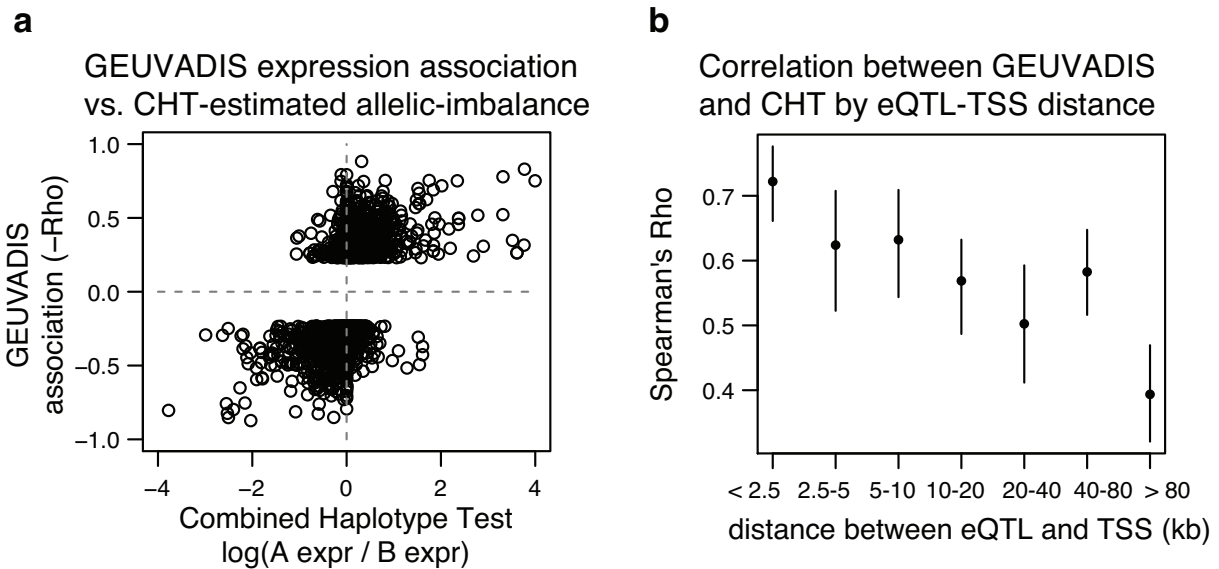 a
GEUVADIS expression association
vs. CHT-estimated allelic-imbalance
GEUVADIS
association (−Rho)
1.0
0.5
0.0
−0.5
−1.0
−4 −2 0 2 4
Combined Haplotype Test
log(A expr / B expr)
b
Correlation between GEUVADIS
and CHT by eQTL-TSS distance
Spearman's Rho
0.7
0.6
0.5
0.4
< 2.5 2.5-5 5-10 10-20 20-40 40-80 > 80
distance between eQTL and TSS (kb)